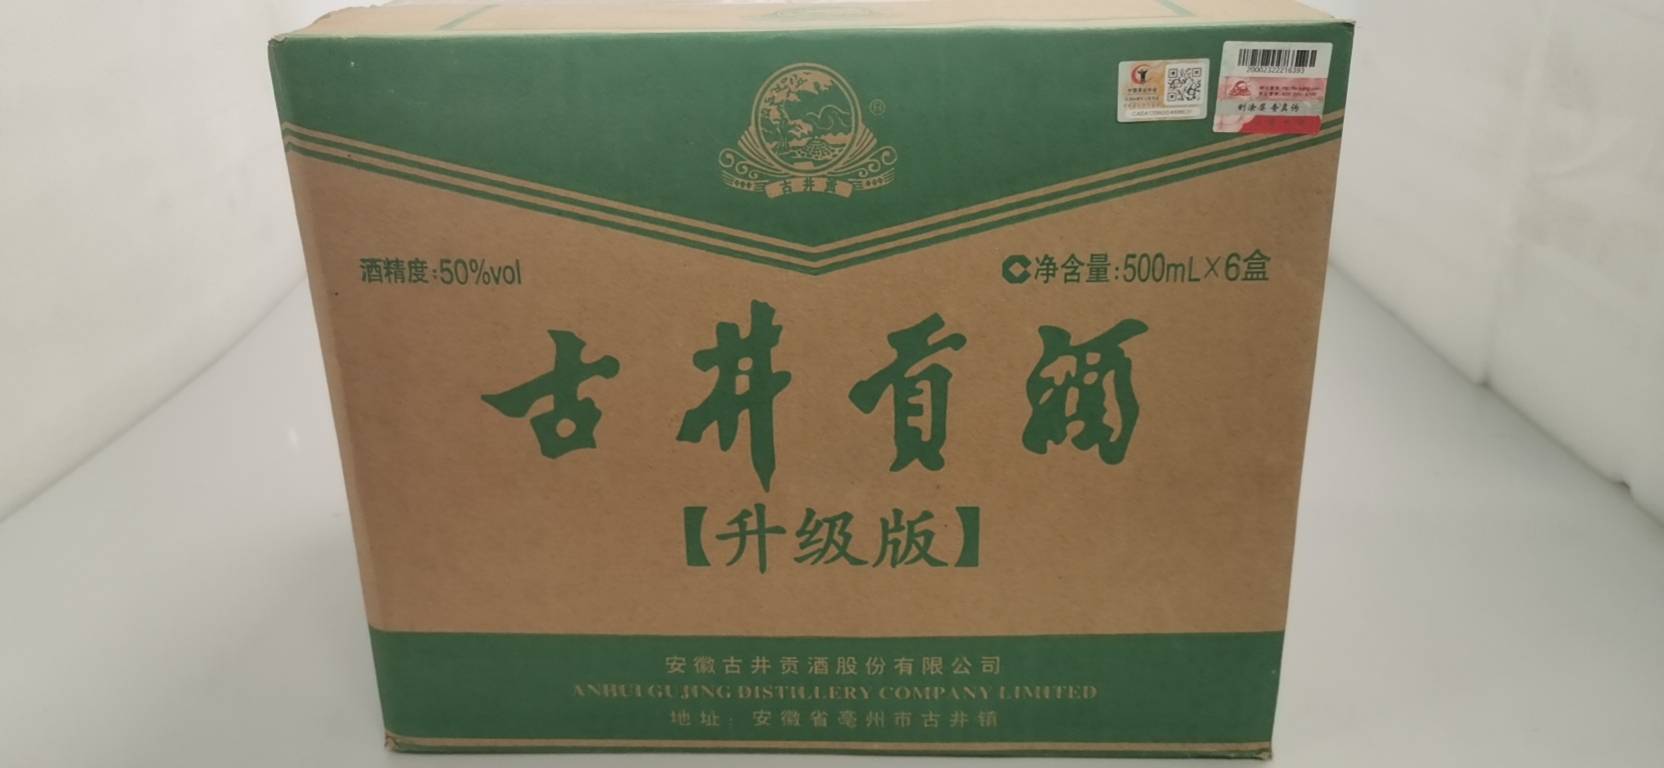 古井贡
®
20002322216393
酒精度:50%vol
净含量:500mL×6盒
古井贡酒
【升级版】
安徽古井贡酒股份有限公司
ANHUI GUJING DISTILLERY COMPANY LIMITED
地址:安徽省亳州市古井镇